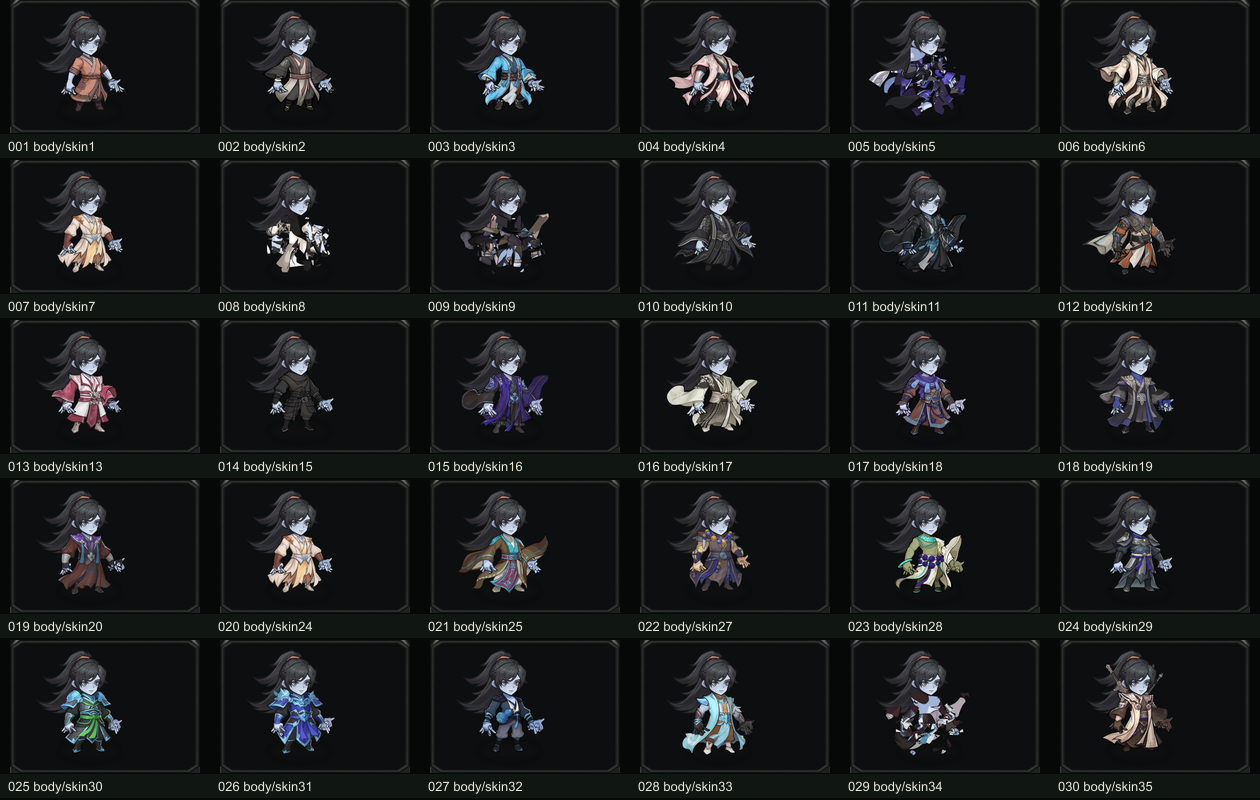 001 body/skin1
002 body/skin2
003 body/skin3
004 body/skin4
005 body/skin5
006 body/skin6
007 body/skin7
008 body/skin8
009 body/skin9
010 body/skin10
011 body/skin11
012 body/skin12
013 body/skin13
014 body/skin15
015 body/skin16
016 body/skin17
017 body/skin18
018 body/skin19
019 body/skin20
020 body/skin24
021 body/skin25
022 body/skin27
023 body/skin28
024 body/skin29
025 body/skin30
026 body/skin31
027 body/skin32
028 body/skin33
029 body/skin34
030 body/skin35